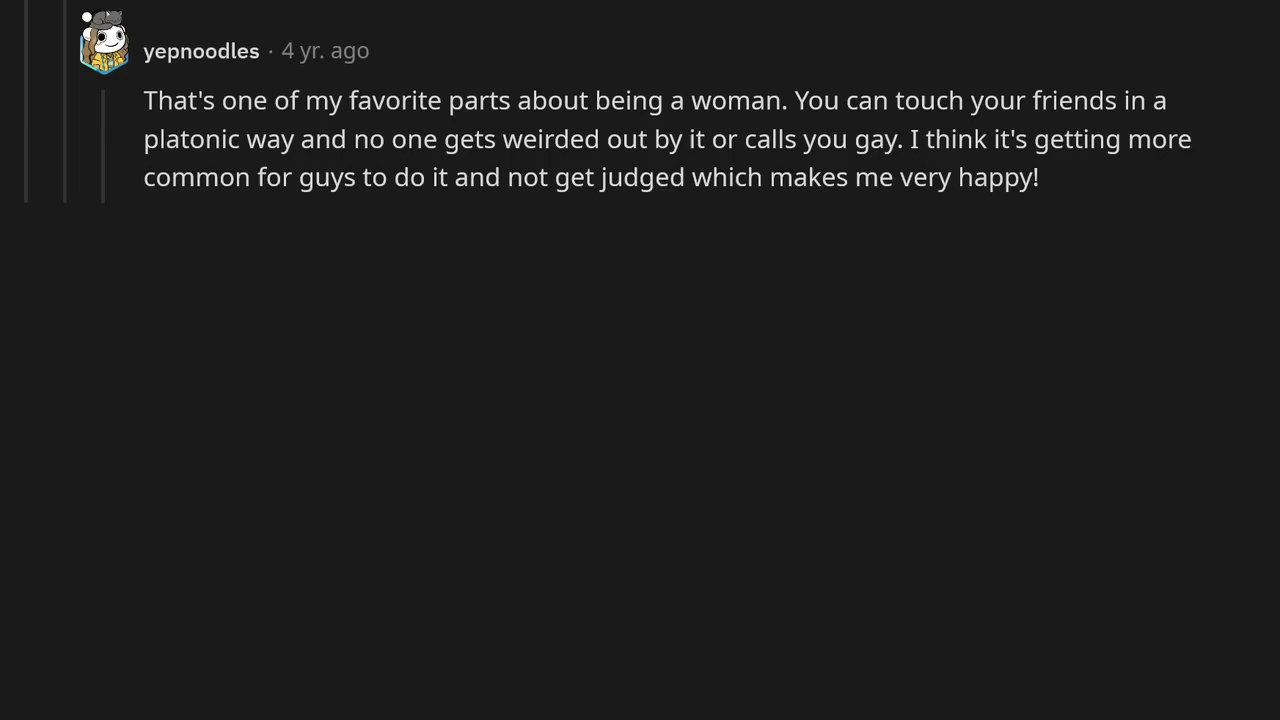 yepnoodles · 4 yr. ago
That's one of my favorite parts about being a woman. You can touch your friends in a
platonic way and no one gets weirded out by it or calls you gay. I think it's getting more
common for guys to do it and not get judged which makes me very happy!